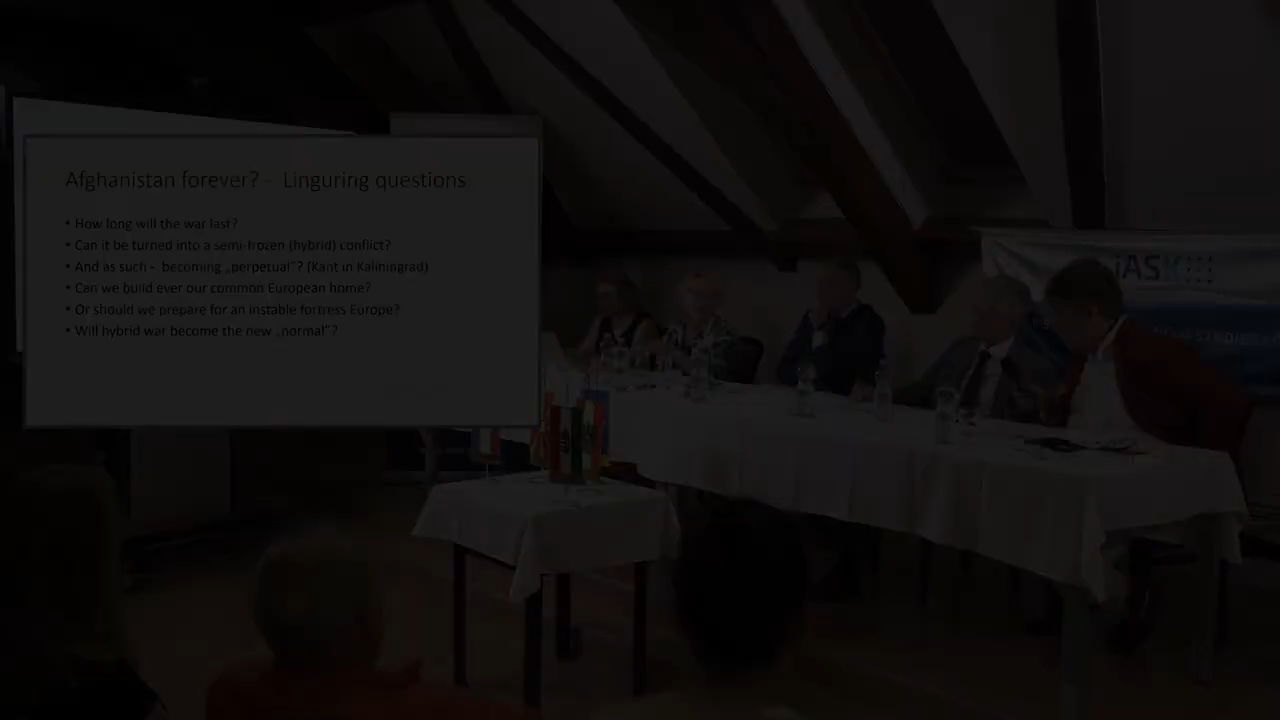 Afghanistan forever? - Linguring questions
• How long will the war last?
• Can it be turned into a semi-frozen (hybrid) conflict?
• And as such - becoming „perpetual”? (Kant in Kaliningrad)
• Can we build ever our common European home?
• Or should we prepare for an instable fortress Europe?
• Will hybrid war become the new „normal”?
iASK
STUDIES